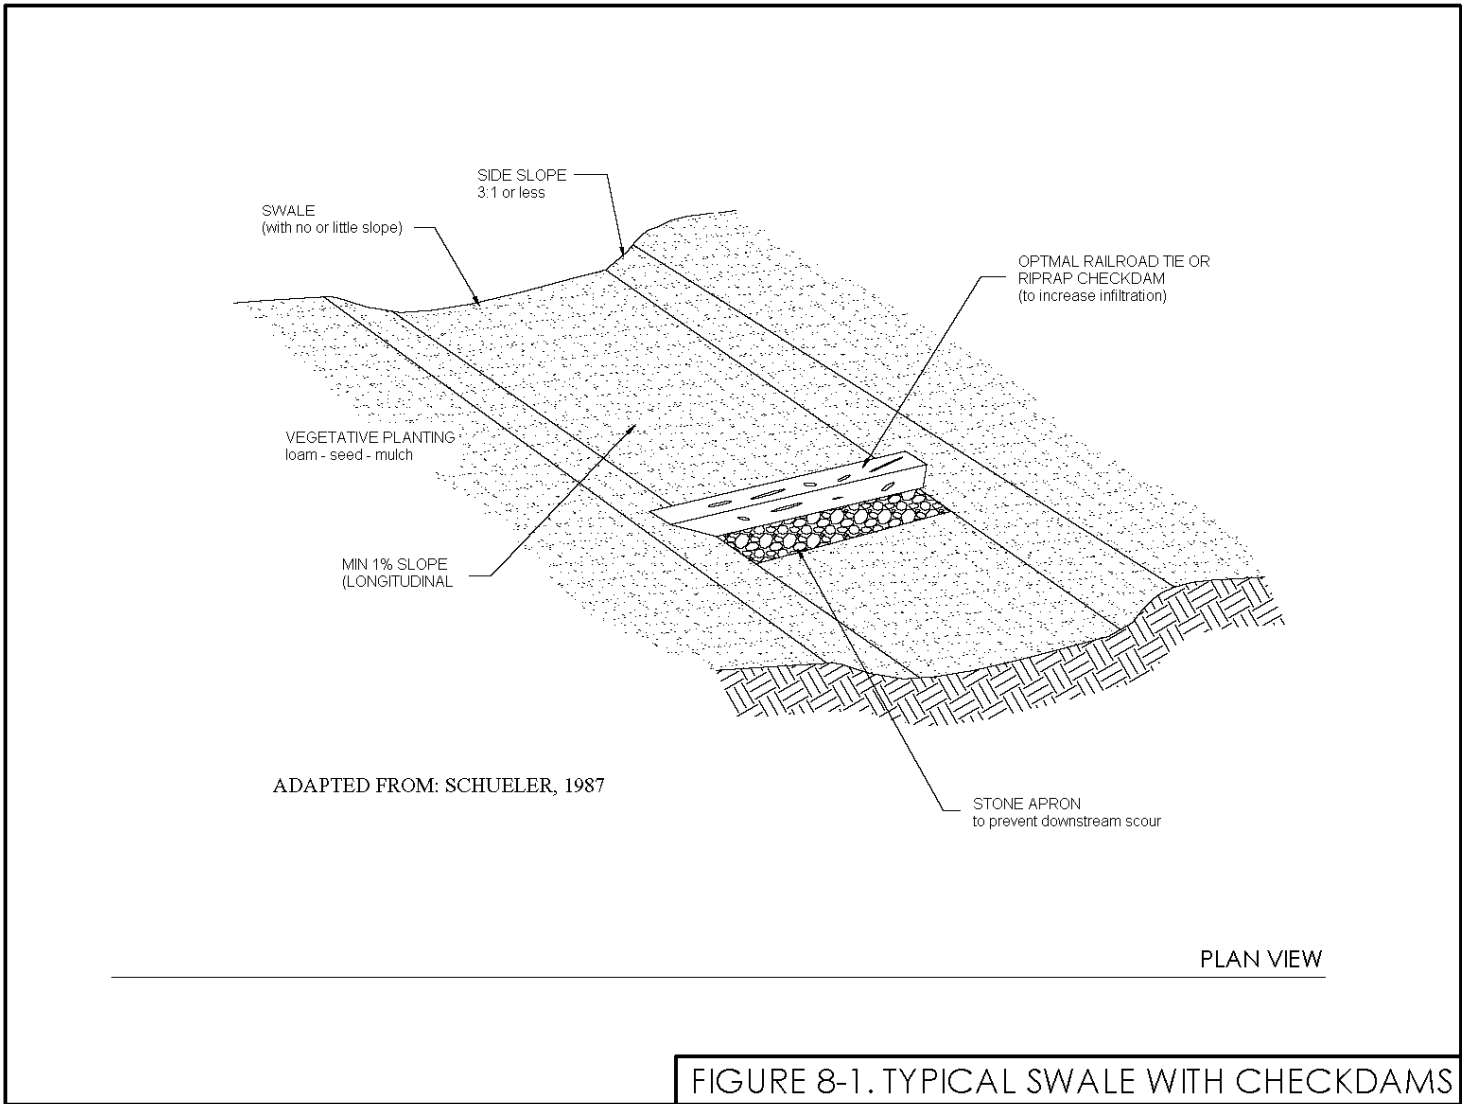 SIDE SLOPE
3:1 or less
SWALE
(with no or little slope)
OPTMAL RAILROAD TIE OR
RIPRAP CHECKDAM
(to increase infiltration)
VEGETATIVE PLANTING
loam - seed - mulch
MIN 1% SLOPE
(LONGITUDINAL
ADAPTED FROM: SCHUELER, 1987
STONE APRON
to prevent downstream scour
PLAN VIEW
FIGURE 8-1. TYPICAL SWALE WITH CHECKDAMS